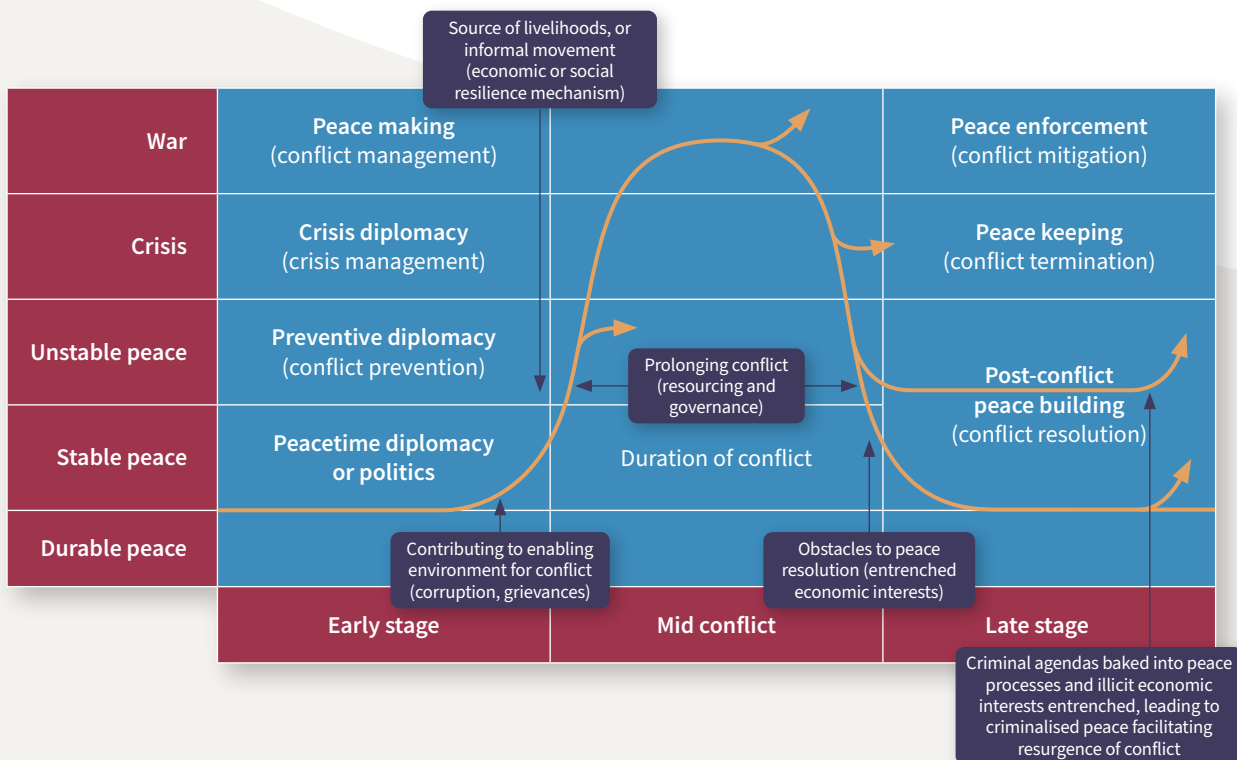 Source of livelihoods, or
informal movement
(economic or social
resilience mechanism)
War
Peace making
(conflict management)
Peace enforcement
(conflict mitigation)
Crisis
Crisis diplomacy
(crisis management)
Peace keeping
(conflict termination)
Unstable peace
Preventive diplomacy
(conflict prevention)
Prolonging conflict
(resourcing and
governance)
Post-conflict
peace building
(conflict resolution)
Stable peace
Peacetime diplomacy
or politics
Duration of conflict
Durable peace
Contributing to enabling
environment for conflict
(corruption, grievances)
Obstacles to peace
resolution (entrenched
economic interests)
Early stage
Mid conflict
Late stage
Criminal agendas baked into peace
processes and illicit economic
interests entrenched, leading to
criminalised peace facilitating
resurgence of conflict